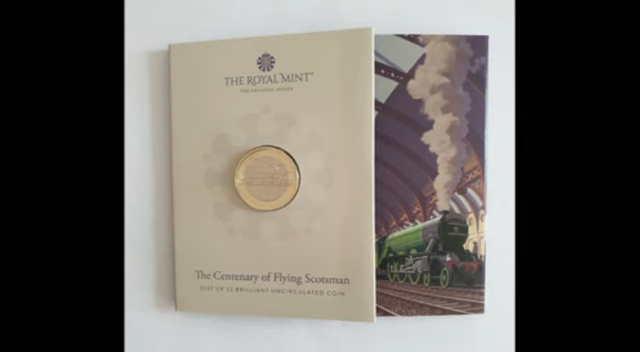 THE ROYAL MINT®
THE ORIGINAL MAKER
The Centenary of Flying Scotsman
2023 UK £2 BRILLIANT UNCIRCULATED COIN